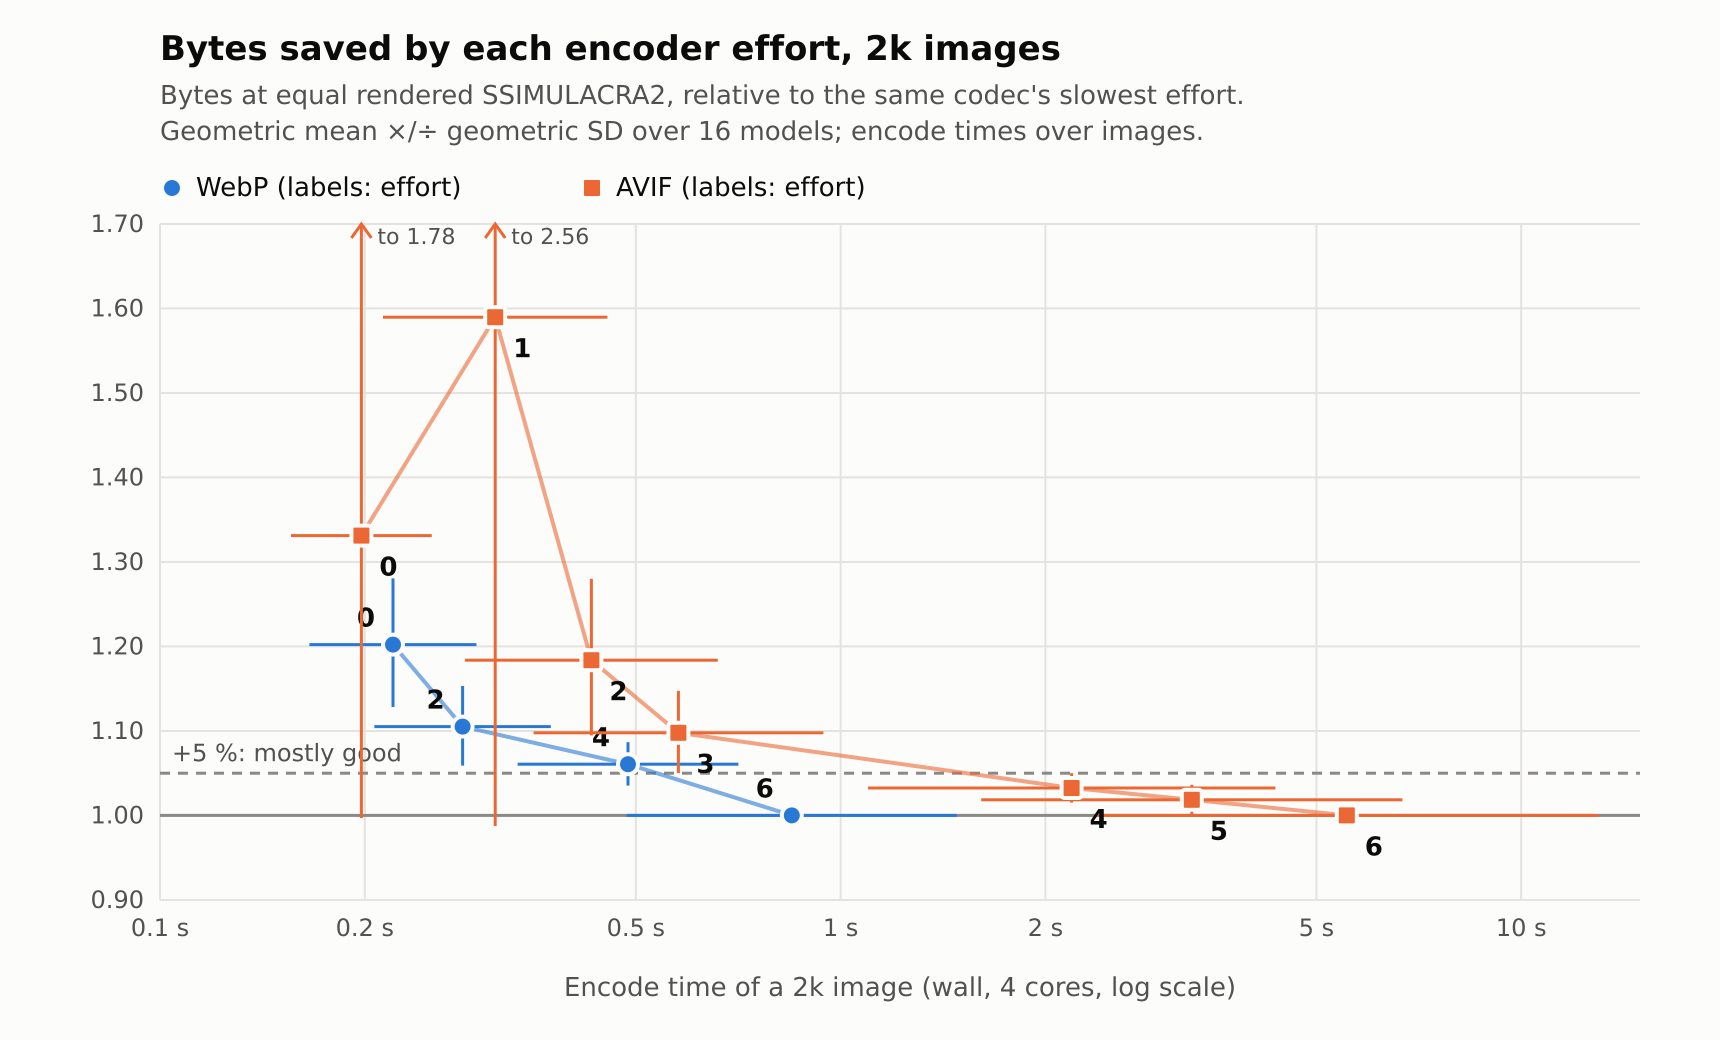 Bytes saved by each encoder effort, 2k images
Bytes at equal rendered SSIMULACRA2, relative to the same codec's slowest effort.
Geometric mean ×/÷ geometric SD over 16 models; encode times over images.
WebP (labels: effort)
AVIF (labels: effort)
1.70
to 1.78
to 2.56
1.60
1
1.50
1.40
1.30
0
0
1.20
2
2
1.10
4
+5 %: mostly good
3
6
1.00
4
5
6
0.90
0.1 s
0.2 s
0.5 s
1 s
2 s
5 s
10 s
Encode time of a 2k image (wall, 4 cores, log scale)